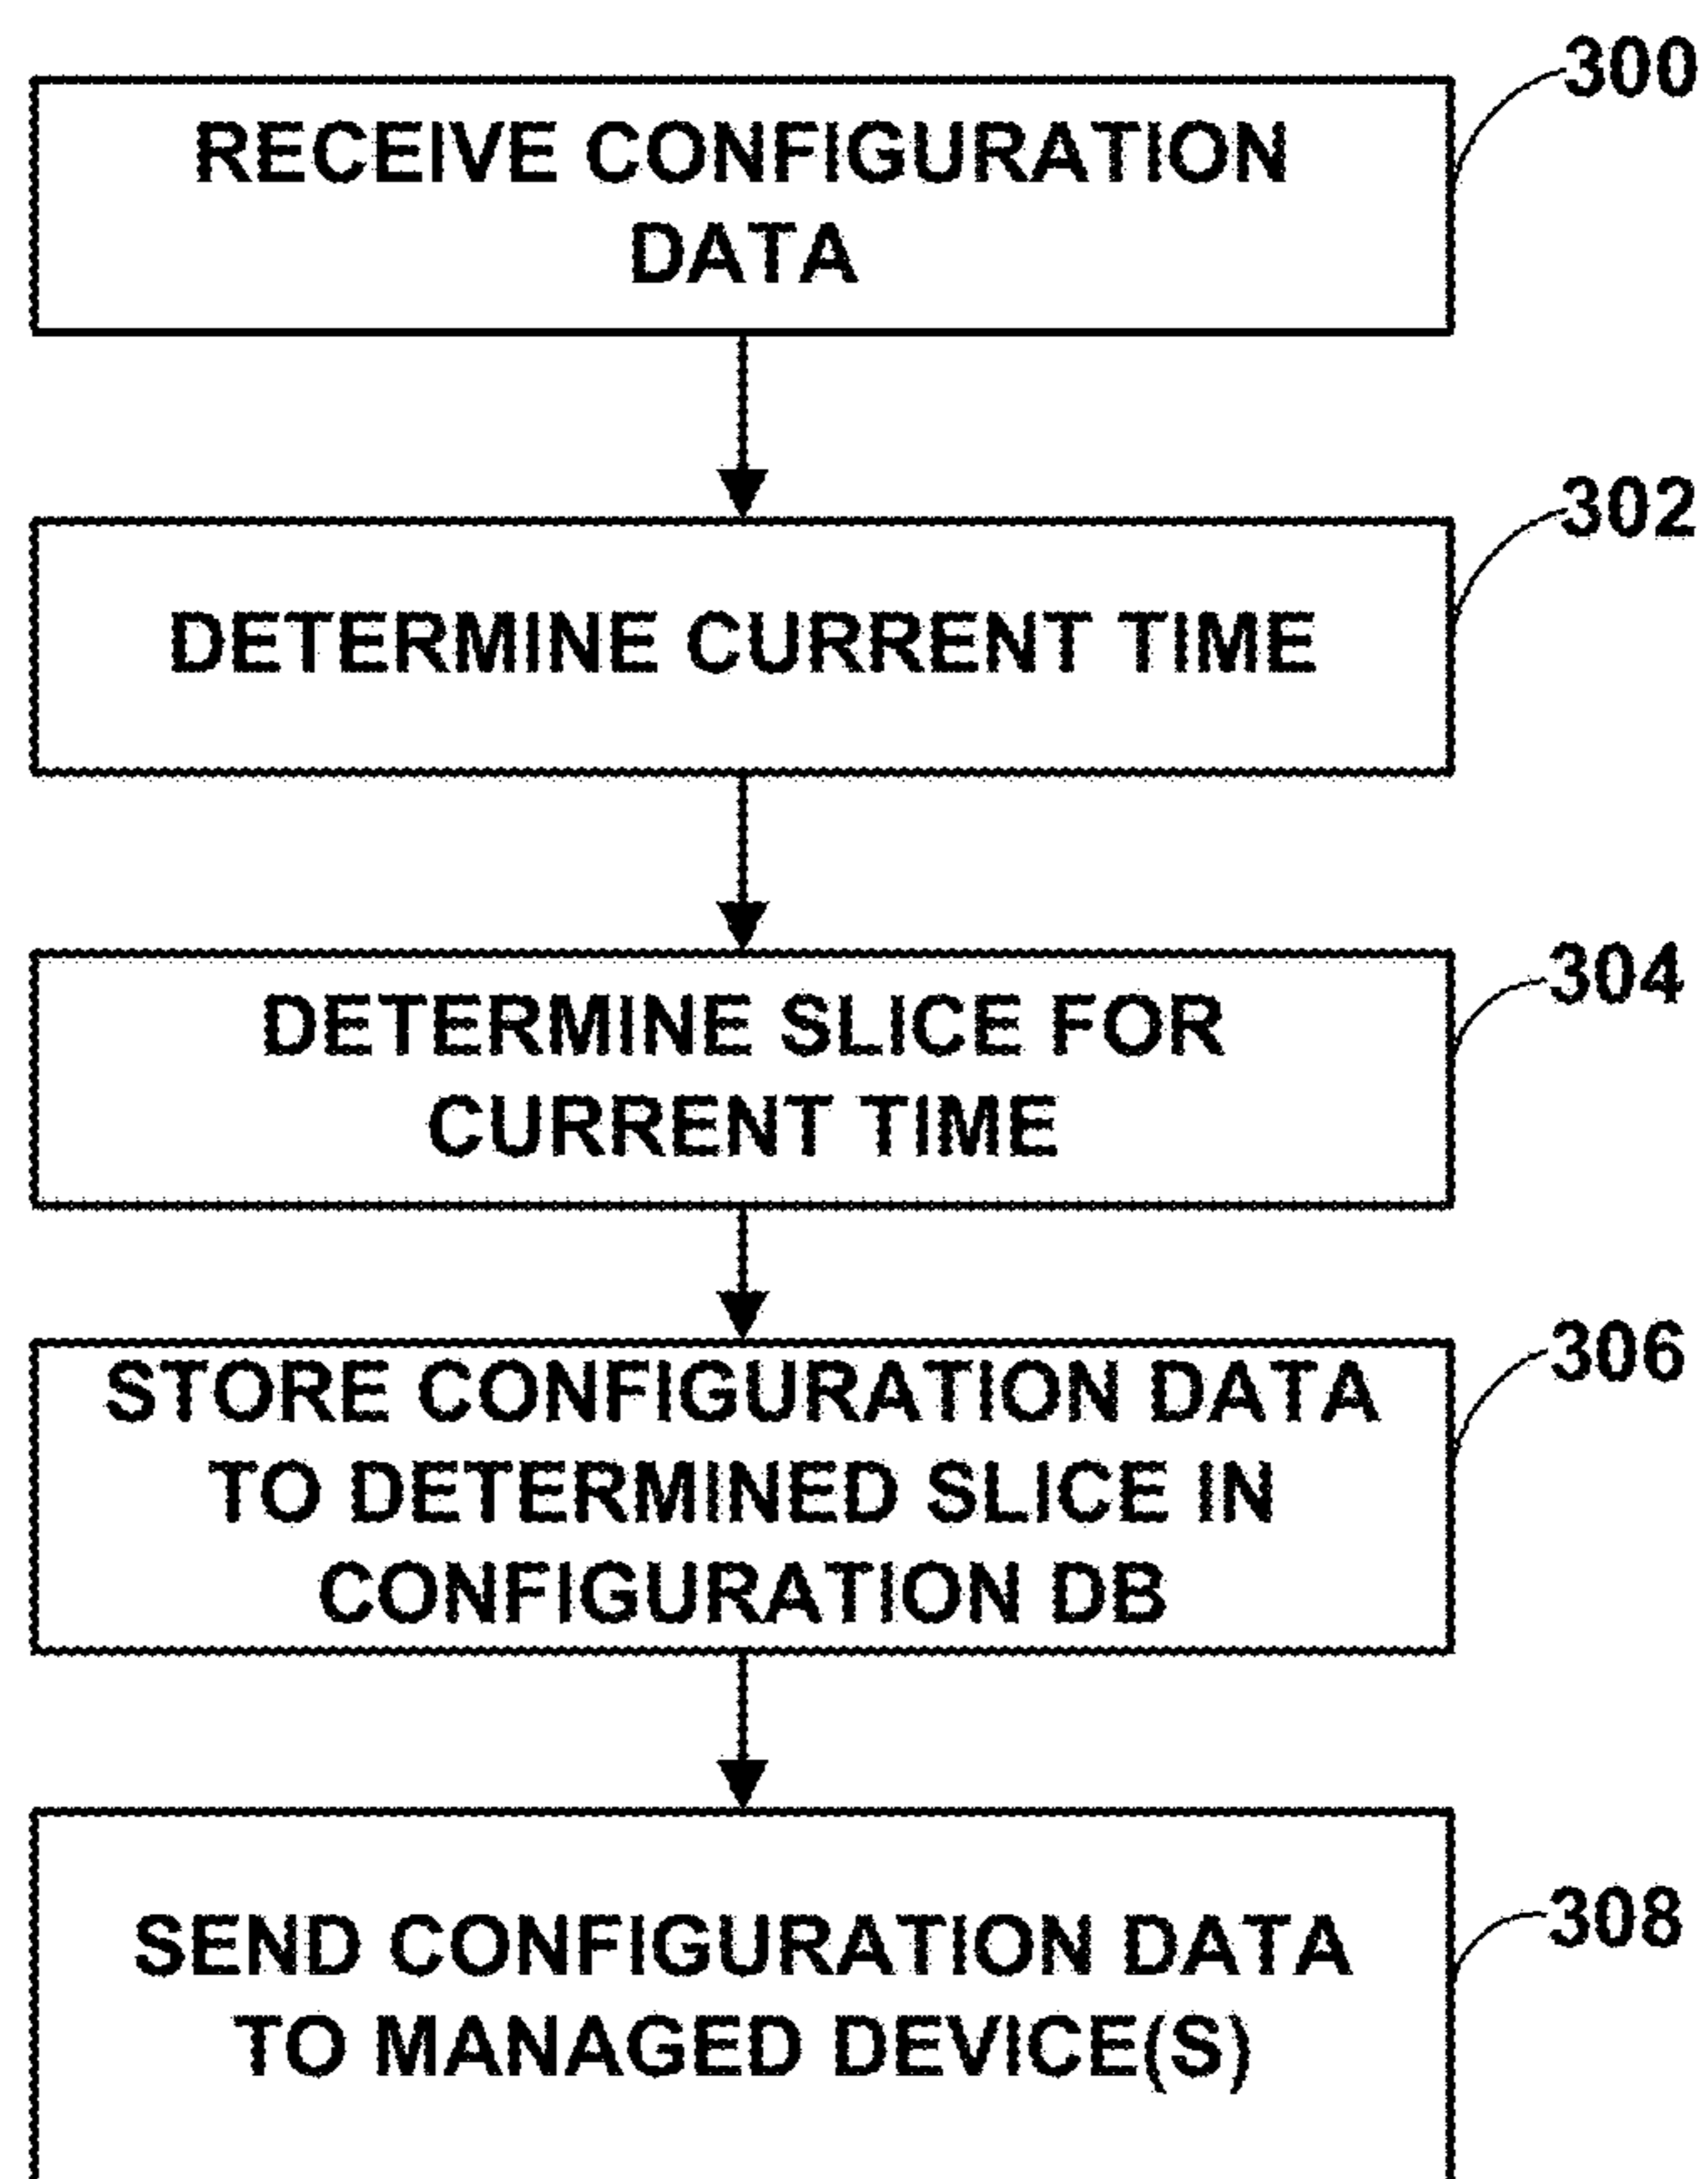 300
RECEIVE CONFIGURATION
DATA
302
DETERMINE CURRENT TIME
304
DETERMINE SLICE FOR
CURRENT TIME
306
STORE CONFIGURATION DATA
TO DETERMINED SLICE IN
CONFIGURATION DB
308
SEND CONFIGURATION DATA
TO MANAGED DEVICE(S)